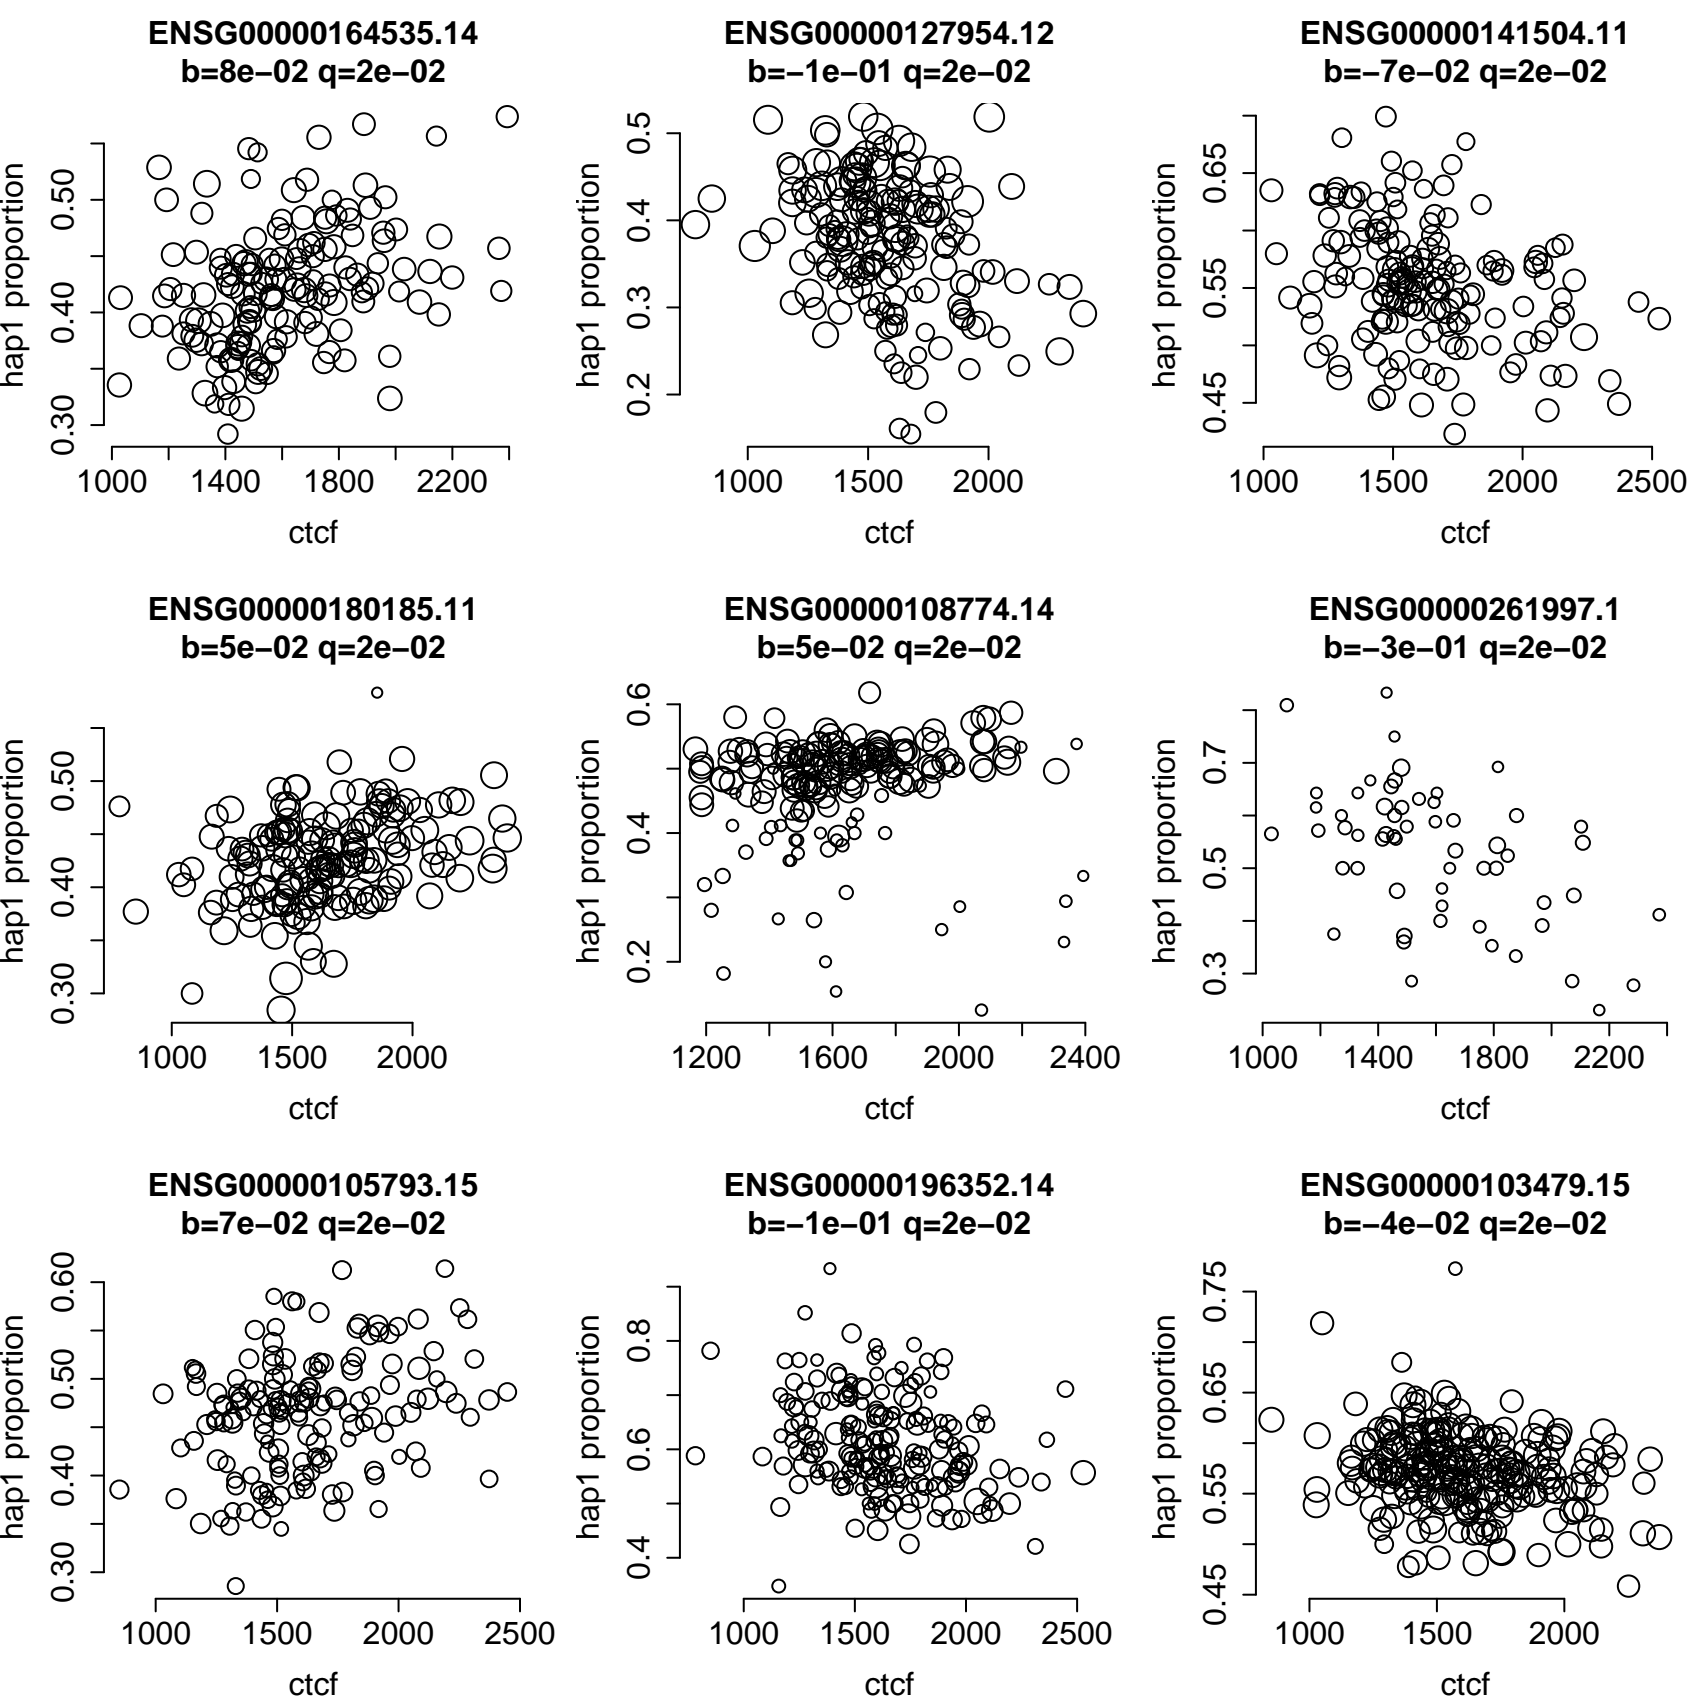 ENSG00000164535.14
b=8e−02 q=2e−02
hap1 proportion
0.30 0.40 0.50
1000 1400 1800 2200
ctcf
ENSG00000127954.12
b=−1e−01 q=2e−02
hap1 proportion
0.2 0.3 0.4 0.5
1000 1500 2000
ctcf
ENSG00000141504.11
b=−7e−02 q=2e−02
hap1 proportion
0.45 0.55 0.65
1000 1500 2000 2500
ctcf
ENSG00000180185.11
b=5e−02 q=2e−02
hap1 proportion
0.30 0.40 0.50
1000 1500 2000
ctcf
ENSG00000108774.14
b=5e−02 q=2e−02
hap1 proportion
0.2 0.4 0.6
1200 1600 2000 2400
ctcf
ENSG00000261997.1
b=−3e−01 q=2e−02
hap1 proportion
0.3 0.5 0.7
1000 1400 1800 2200
ctcf
ENSG00000105793.15
b=7e−02 q=2e−02
hap1 proportion
0.30 0.40 0.50 0.60
1000 1500 2000 2500
ctcf
ENSG00000196352.14
b=−1e−01 q=2e−02
hap1 proportion
0.4 0.6 0.8
1000 1500 2000 2500
ctcf
ENSG00000103479.15
b=−4e−02 q=2e−02
hap1 proportion
0.45 0.55 0.65 0.75
1000 1500 2000
ctcf